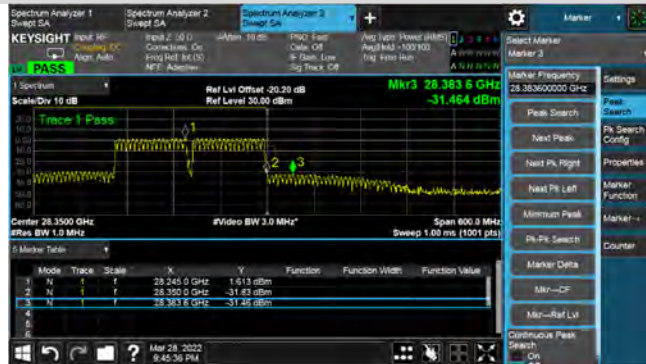 Spectrum Analyzer 1
Swept SA
Spectrum Analyzer 2
Swept SA
Spectrum Analyzer 3
Swept SA
+
Marker
KEYSIGHT
Input: RF
Coupling: DC
Align: Auto
Input Z: 50 Ω
Corrections: On
Freq Ref: Int (S)
NFE: Adaptive
Atten: 10 dB
PNO: Fast
Gate: Off
IF Gain: Low
Sig Track: Off
Avg Type: Power (RMS)
Avg|Hold: >100/100
Trig: Free Run
PASS
Select Marker
Marker 3
1 Spectrum
Ref Lvl Offset -20.20 dB
Mkr3 28.383 6 GHz
Scale/Div 10 dB
Ref Level 30.00 dBm
-31.464 dBm
Trace 1 Pass
1
2
3
Center 28.3500 GHz
#Video BW 3.0 MHz*
Span 600.0 MHz
#Res BW 1.0 MHz
Sweep 1.00 ms (1001 pts)
5 Marker Table
Mode Trace Scale X Y Function Function Width Function Value
1 N 1 f 28.245 0 GHz 1.613 dBm
2 N 1 f 28.350 0 GHz -31.83 dBm
3 N 1 f 28.383 6 GHz -31.46 dBm
4
5
6
Marker Frequency
28.383600000 GHz
Peak Search
Next Peak
Next Pk Right
Next Pk Left
Minimum Peak
Pk-Pk Search
Marker Delta
Mkr→CF
Mkr→Ref Lvl
Continuous Peak
Search
On
Settings
Peak
Search
Pk Search
Config
Properties
Marker
Function
Marker→
Counter
?
Mar 28, 2022
9:45:36 PM